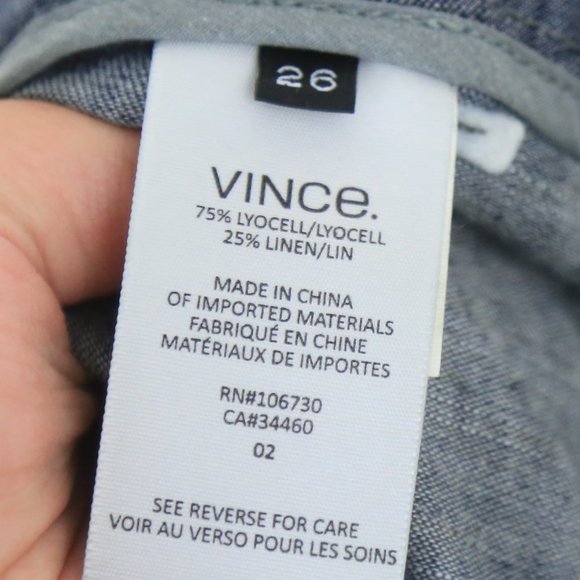 26
VINCE.
75% LYOCELL/LYOCELL
25% LINEN/LIN
MADE IN CHINA
OF IMPORTED MATERIALS
FABRIQUÉ EN CHINE
MATÉRIAUX DE IMPORTES
RN#106730
CA#34460
02
SEE REVERSE FOR CARE
VOIR AU VERSO POUR LES SOINS